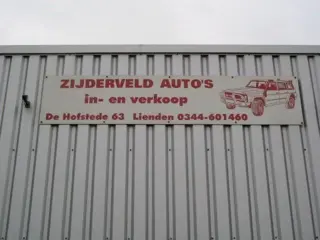 ZIJDERVELD AUTO'S
in- en verkoop
De Hofstede 63 Lienden 0344-601460